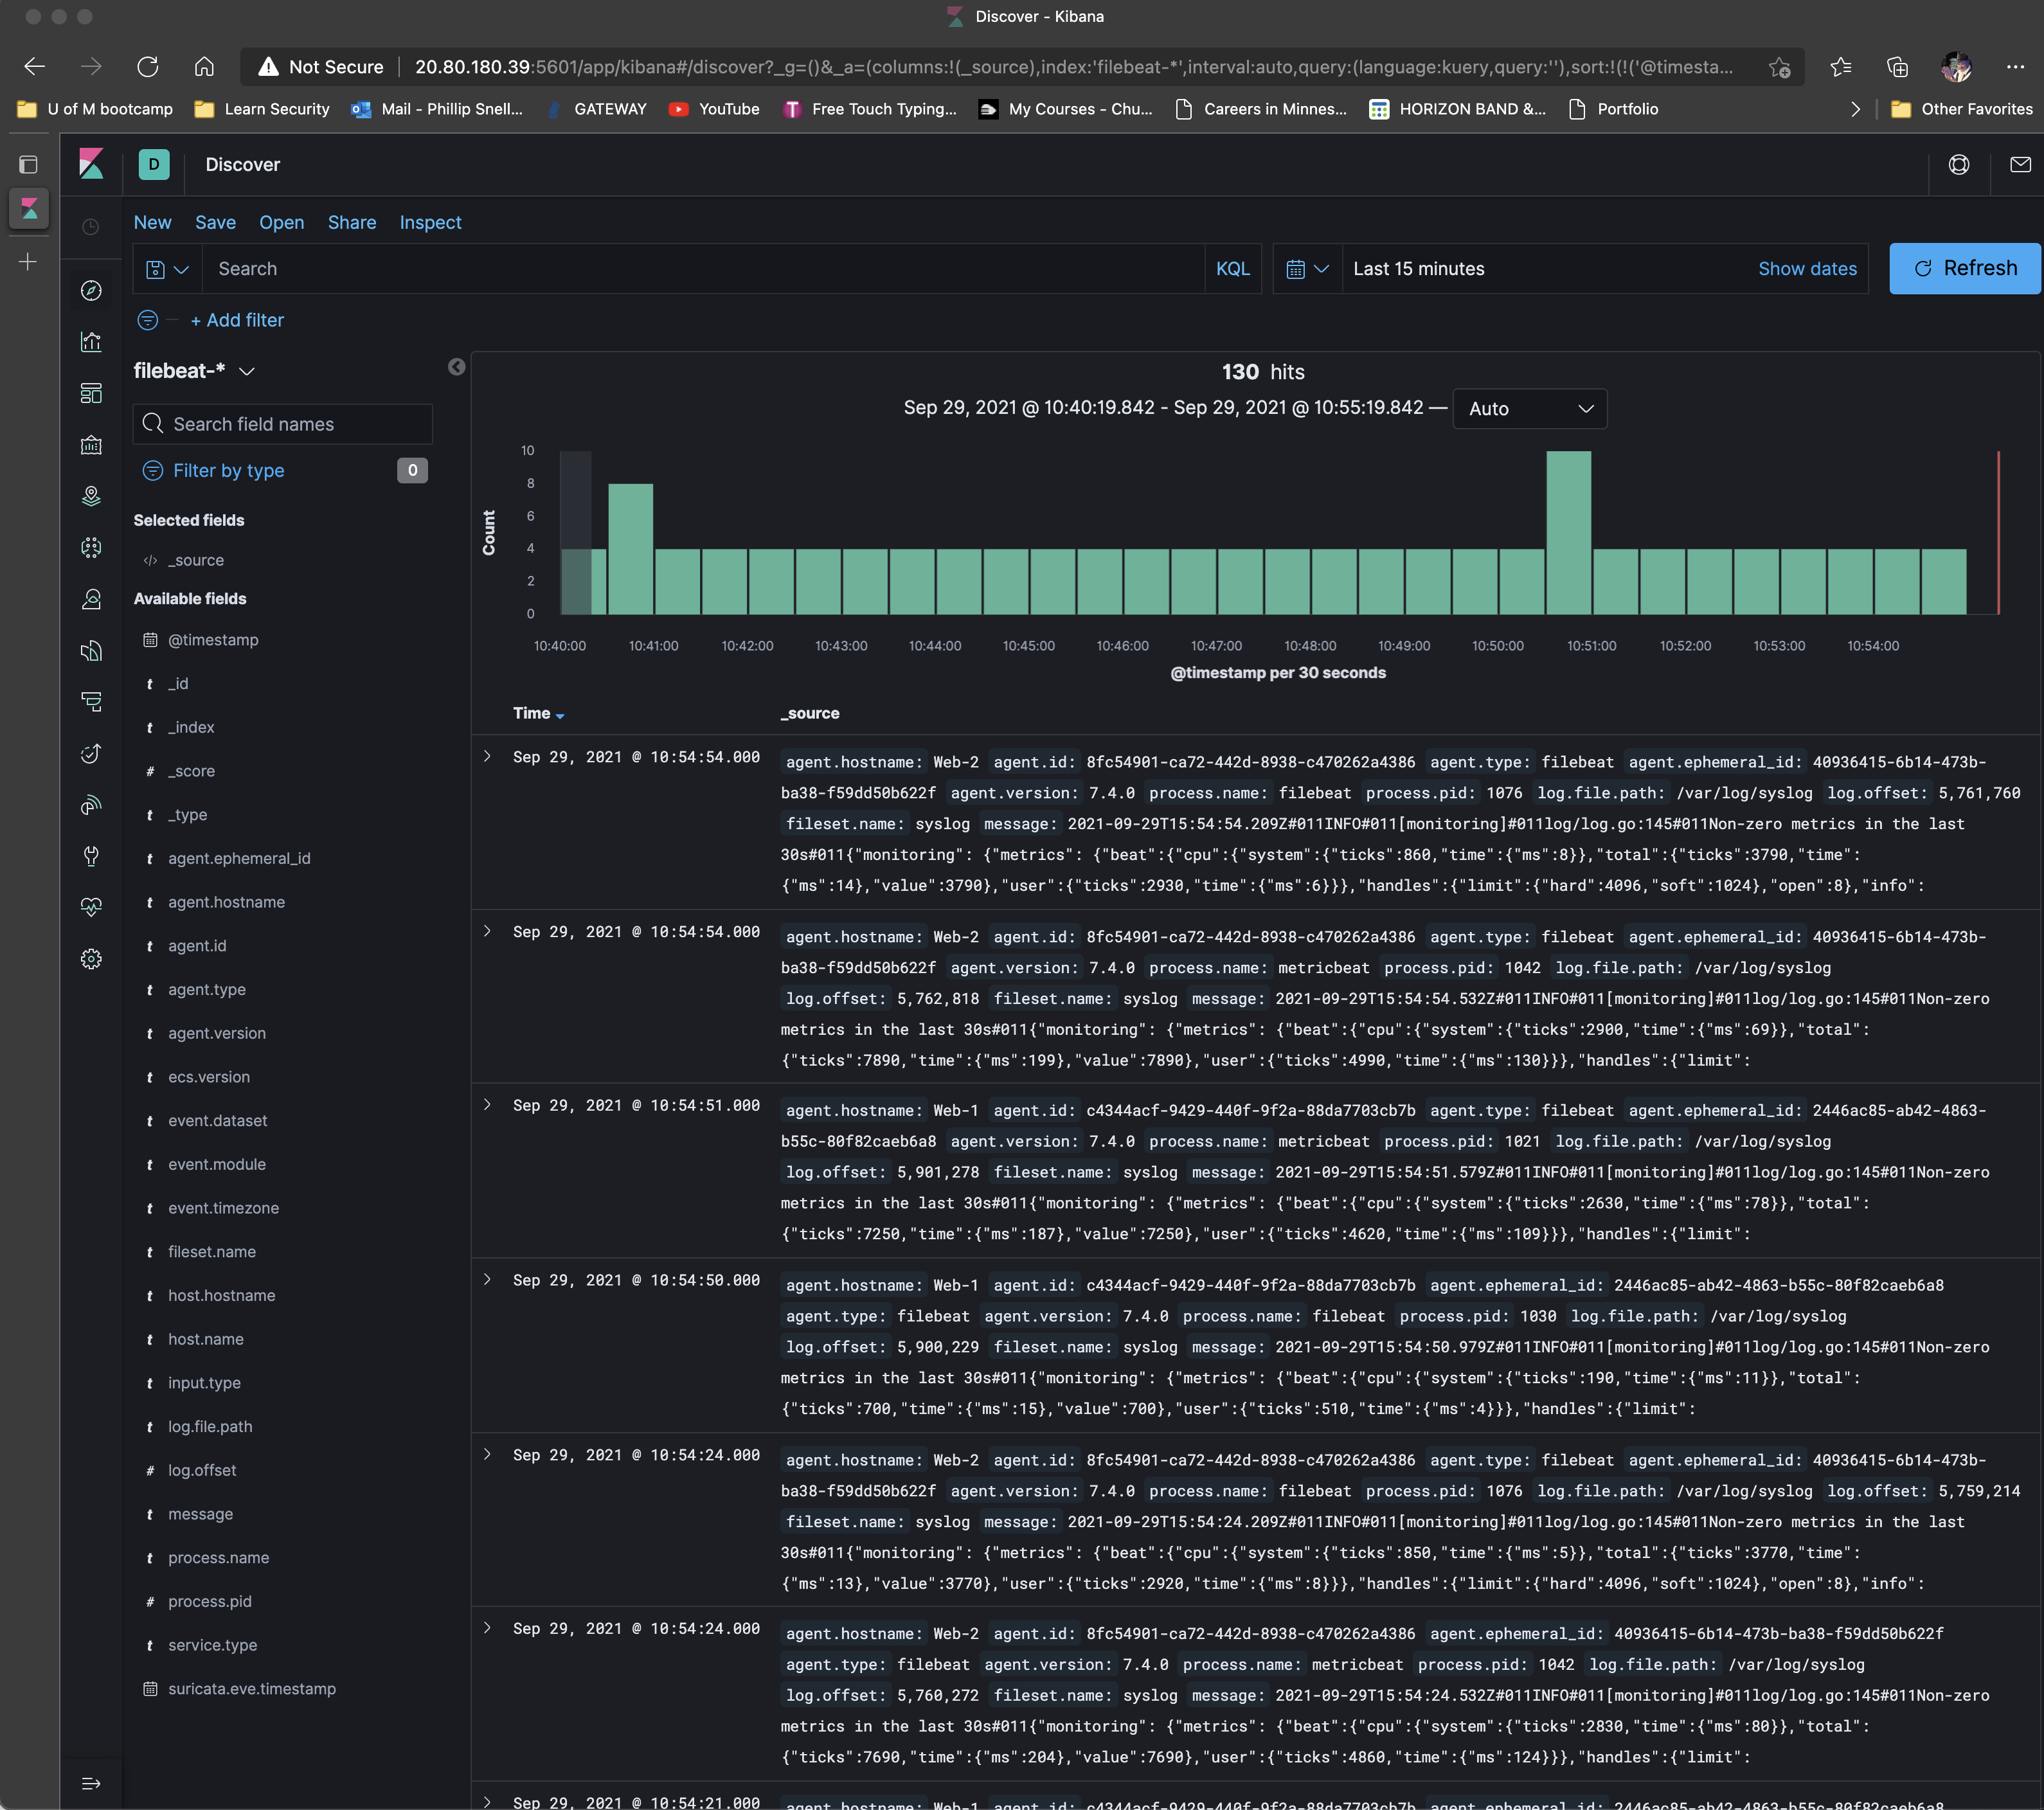 Discover - Kibana
Not Secure | 20.80.180.39:5601/app/kibana#/discover?_g=()&_a=(columns:!(_source),index:'filebeat-*',interval:auto,query:(language:kuery,query:''),sort:!(!('@timesta...
U of M bootcamp Learn Security Mail - Phillip Snell... GATEWAY YouTube Free Touch Typing... My Courses - Chu... Careers in Minnes... HORIZON BAND &... Portfolio Other Favorites
D Discover
New Save Open Share Inspect
Search KQL Last 15 minutes Show dates Refresh
+ Add filter
filebeat-*
Search field names
Filter by type 0
Selected fields
</> _source
Available fields
@timestamp
t _id
t _index
# _score
t _type
t agent.ephemeral_id
t agent.hostname
t agent.id
t agent.type
t agent.version
t ecs.version
t event.dataset
t event.module
t event.timezone
t fileset.name
t host.hostname
t host.name
t input.type
t log.file.path
# log.offset
t message
t process.name
# process.pid
t service.type
suricata.eve.timestamp
130 hits
Sep 29, 2021 @ 10:40:19.842 - Sep 29, 2021 @ 10:55:19.842 — Auto
Count
10
8
6
4
2
0
10:40:00 10:41:00 10:42:00 10:43:00 10:44:00 10:45:00 10:46:00 10:47:00 10:48:00 10:49:00 10:50:00 10:51:00 10:52:00 10:53:00 10:54:00
@timestamp per 30 seconds
Time _source
Sep 29, 2021 @ 10:54:54.000 agent.hostname: Web-2 agent.id: 8fc54901-ca72-442d-8938-c470262a4386 agent.type: filebeat agent.ephemeral_id: 40936415-6b14-473b-
ba38-f59dd50b622f agent.version: 7.4.0 process.name: filebeat process.pid: 1076 log.file.path: /var/log/syslog log.offset: 5,761,760
fileset.name: syslog message: 2021-09-29T15:54:54.209Z#011INFO#011[monitoring]#011log/log.go:145#011Non-zero metrics in the last
30s#011{"monitoring": {"metrics": {"beat":{"cpu":{"system":{"ticks":860,"time":{"ms":8}},"total":{"ticks":3790,"time":
{"ms":14},"value":3790},"user":{"ticks":2930,"time":{"ms":6}}},"handles":{"limit":{"hard":4096,"soft":1024},"open":8},"info":
Sep 29, 2021 @ 10:54:54.000 agent.hostname: Web-2 agent.id: 8fc54901-ca72-442d-8938-c470262a4386 agent.type: filebeat agent.ephemeral_id: 40936415-6b14-473b-
ba38-f59dd50b622f agent.version: 7.4.0 process.name: metricbeat process.pid: 1042 log.file.path: /var/log/syslog
log.offset: 5,762,818 fileset.name: syslog message: 2021-09-29T15:54:54.532Z#011INFO#011[monitoring]#011log/log.go:145#011Non-zero
metrics in the last 30s#011{"monitoring": {"metrics": {"beat":{"cpu":{"system":{"ticks":2900,"time":{"ms":69}},"total":
{"ticks":7890,"time":{"ms":199},"value":7890},"user":{"ticks":4990,"time":{"ms":130}}},"handles":{"limit":
Sep 29, 2021 @ 10:54:51.000 agent.hostname: Web-1 agent.id: c4344acf-9429-440f-9f2a-88da7703cb7b agent.type: filebeat agent.ephemeral_id: 2446ac85-ab42-4863-
b55c-80f82caeb6a8 agent.version: 7.4.0 process.name: metricbeat process.pid: 1021 log.file.path: /var/log/syslog
log.offset: 5,901,278 fileset.name: syslog message: 2021-09-29T15:54:51.579Z#011INFO#011[monitoring]#011log/log.go:145#011Non-zero
metrics in the last 30s#011{"monitoring": {"metrics": {"beat":{"cpu":{"system":{"ticks":2630,"time":{"ms":78}},"total":
{"ticks":7250,"time":{"ms":187},"value":7250},"user":{"ticks":4620,"time":{"ms":109}}},"handles":{"limit":
Sep 29, 2021 @ 10:54:50.000 agent.hostname: Web-1 agent.id: c4344acf-9429-440f-9f2a-88da7703cb7b agent.ephemeral_id: 2446ac85-ab42-4863-b55c-80f82caeb6a8
agent.type: filebeat agent.version: 7.4.0 process.name: filebeat process.pid: 1030 log.file.path: /var/log/syslog
log.offset: 5,900,229 fileset.name: syslog message: 2021-09-29T15:54:50.979Z#011INFO#011[monitoring]#011log/log.go:145#011Non-zero
metrics in the last 30s#011{"monitoring": {"metrics": {"beat":{"cpu":{"system":{"ticks":190,"time":{"ms":11}},"total":
{"ticks":700,"time":{"ms":15},"value":700},"user":{"ticks":510,"time":{"ms":4}}},"handles":{"limit":
Sep 29, 2021 @ 10:54:24.000 agent.hostname: Web-2 agent.id: 8fc54901-ca72-442d-8938-c470262a4386 agent.type: filebeat agent.ephemeral_id: 40936415-6b14-473b-
ba38-f59dd50b622f agent.version: 7.4.0 process.name: filebeat process.pid: 1076 log.file.path: /var/log/syslog log.offset: 5,759,214
fileset.name: syslog message: 2021-09-29T15:54:24.209Z#011INFO#011[monitoring]#011log/log.go:145#011Non-zero metrics in the last
30s#011{"monitoring": {"metrics": {"beat":{"cpu":{"system":{"ticks":850,"time":{"ms":5}},"total":{"ticks":3770,"time":
{"ms":13},"value":3770},"user":{"ticks":2920,"time":{"ms":8}}},"handles":{"limit":{"hard":4096,"soft":1024},"open":8},"info":
Sep 29, 2021 @ 10:54:24.000 agent.hostname: Web-2 agent.id: 8fc54901-ca72-442d-8938-c470262a4386 agent.ephemeral_id: 40936415-6b14-473b-ba38-f59dd50b622f
agent.type: filebeat agent.version: 7.4.0 process.name: metricbeat process.pid: 1042 log.file.path: /var/log/syslog
log.offset: 5,760,272 fileset.name: syslog message: 2021-09-29T15:54:24.532Z#011INFO#011[monitoring]#011log/log.go:145#011Non-zero
metrics in the last 30s#011{"monitoring": {"metrics": {"beat":{"cpu":{"system":{"ticks":2830,"time":{"ms":80}},"total":
{"ticks":7690,"time":{"ms":204},"value":7690},"user":{"ticks":4860,"time":{"ms":124}}},"handles":{"limit":
Sep 29, 2021 @ 10:54:21.000 agent.hostname: Web-1 agent.id: c4344acf-9429-440f-9f2a-88da7703cb7b agent.ephemeral_id: 2446ac85-ab42-4863-b55c-80f82caeb6a8